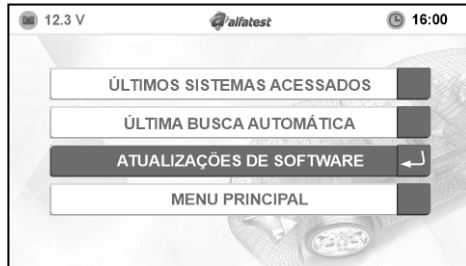 12.3 V
alfatest
16:00
ÚLTIMOS SISTEMAS ACESSADOS
ÚLTIMA BUSCA AUTOMÁTICA
ATUALIZAÇÕES DE SOFTWARE
MENU PRINCIPAL